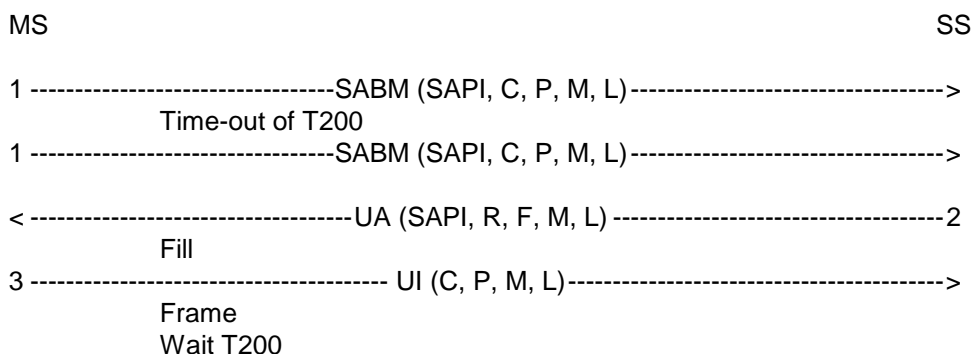 MS SS
1 ----------------------------------SABM (SAPI, C, P, M, L)----------------------------------->
Time-out of T200
1 ----------------------------------SABM (SAPI, C, P, M, L)----------------------------------->
< ------------------------------------UA (SAPI, R, F, M, L) -------------------------------------2
Fill
3 ---------------------------------------- UI (C, P, M, L)------------------------------------------>
Frame
Wait T200